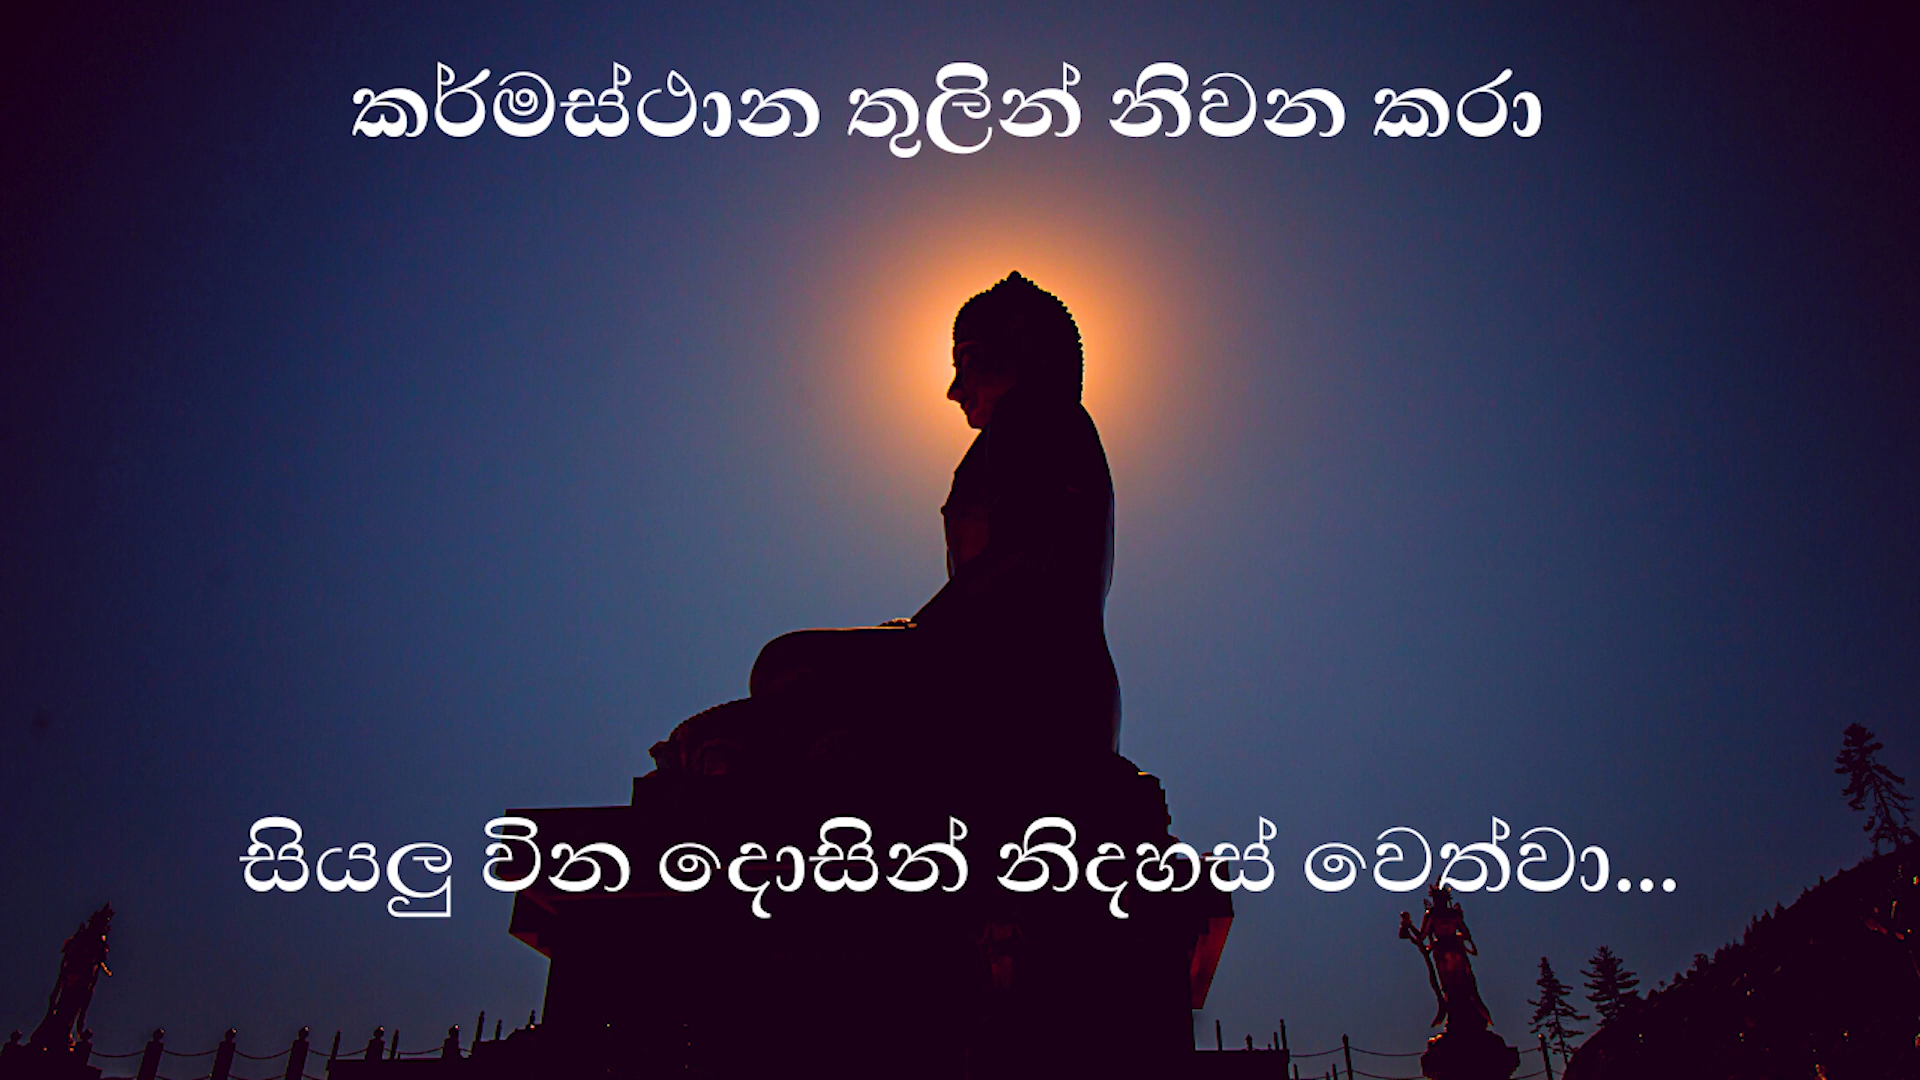 කර්මස්ථාන තුලින් නිවන කරා
සියලු වින දොසින් නිදහස් වෙත්වා...